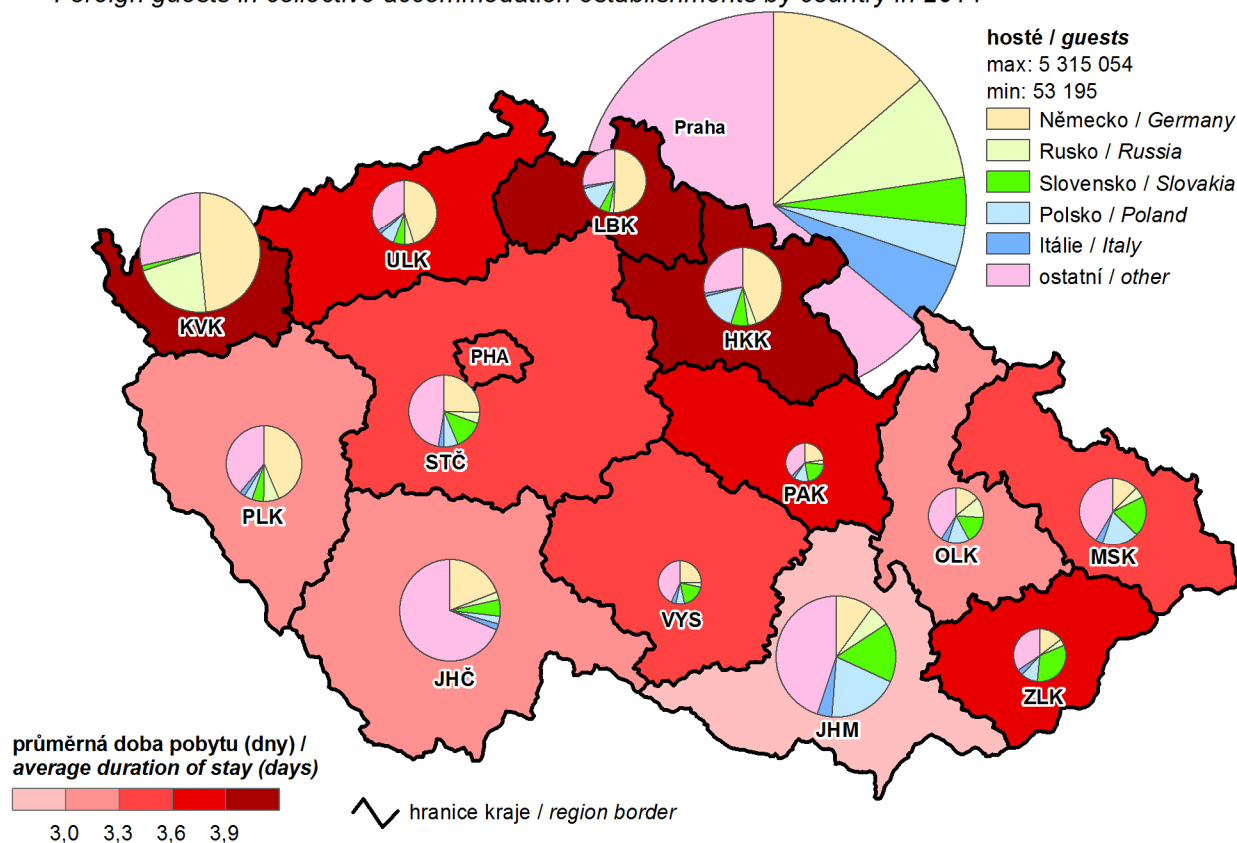 hosté / guests
max: 5 315 054
min: 53 195
Německo / Germany
Rusko / Russia
Slovensko / Slovakia
Polsko / Poland
Itálie / Italy
ostatní / other
Praha
LBK
ULK
KVK
HKK
PHA
STČ
PAK
PLK
OLK
MSK
VYS
JHČ
ZLK
JHM
průměrná doba pobytu (dny) /
average duration of stay (days)
3,0 3,3 3,6 3,9
hranice kraje / region border